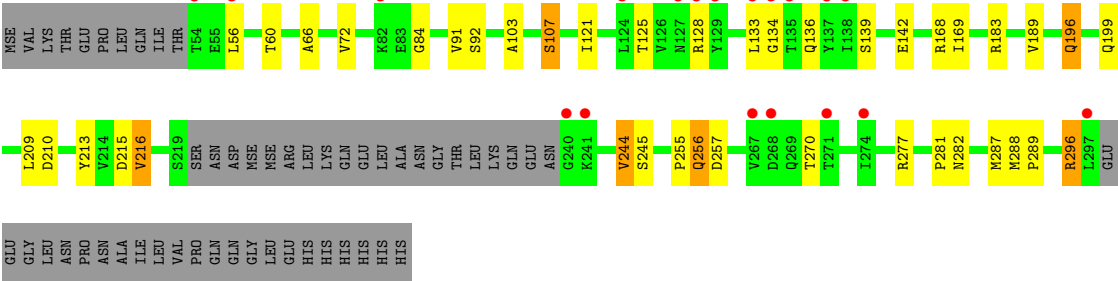 MSE VAL LYS THR GLU PRO LEU GLN ILE THR T54 E55 L56 T60 A66 V72 K82 E83 G84 V91 S92 A103 S107 I121 L124 T125 V126 N127 R128 Y129 L133 G134 T135 Q136 Y137 I138 S139 E142 R168 I169 R183 V189 Q196 Q199
L209 D210 Y213 V214 D215 V216 S219 SER ASN ASP MSE MSE ARG LEU LYS GLN GLU LEU ALA ASN GLY THR LEU LYS GLN GLU ASN G240 K241 V244 S245 P255 Q256 D257 V267 D268 Q269 T270 T271 I274 R277 P281 N282 M287 M288 P289 R296 L297 GLU
GLU GLY LEU ASN PRO ASN ALA ILE LEU VAL PRO GLN GLN GLY LEU GLU HIS HIS HIS HIS HIS HIS